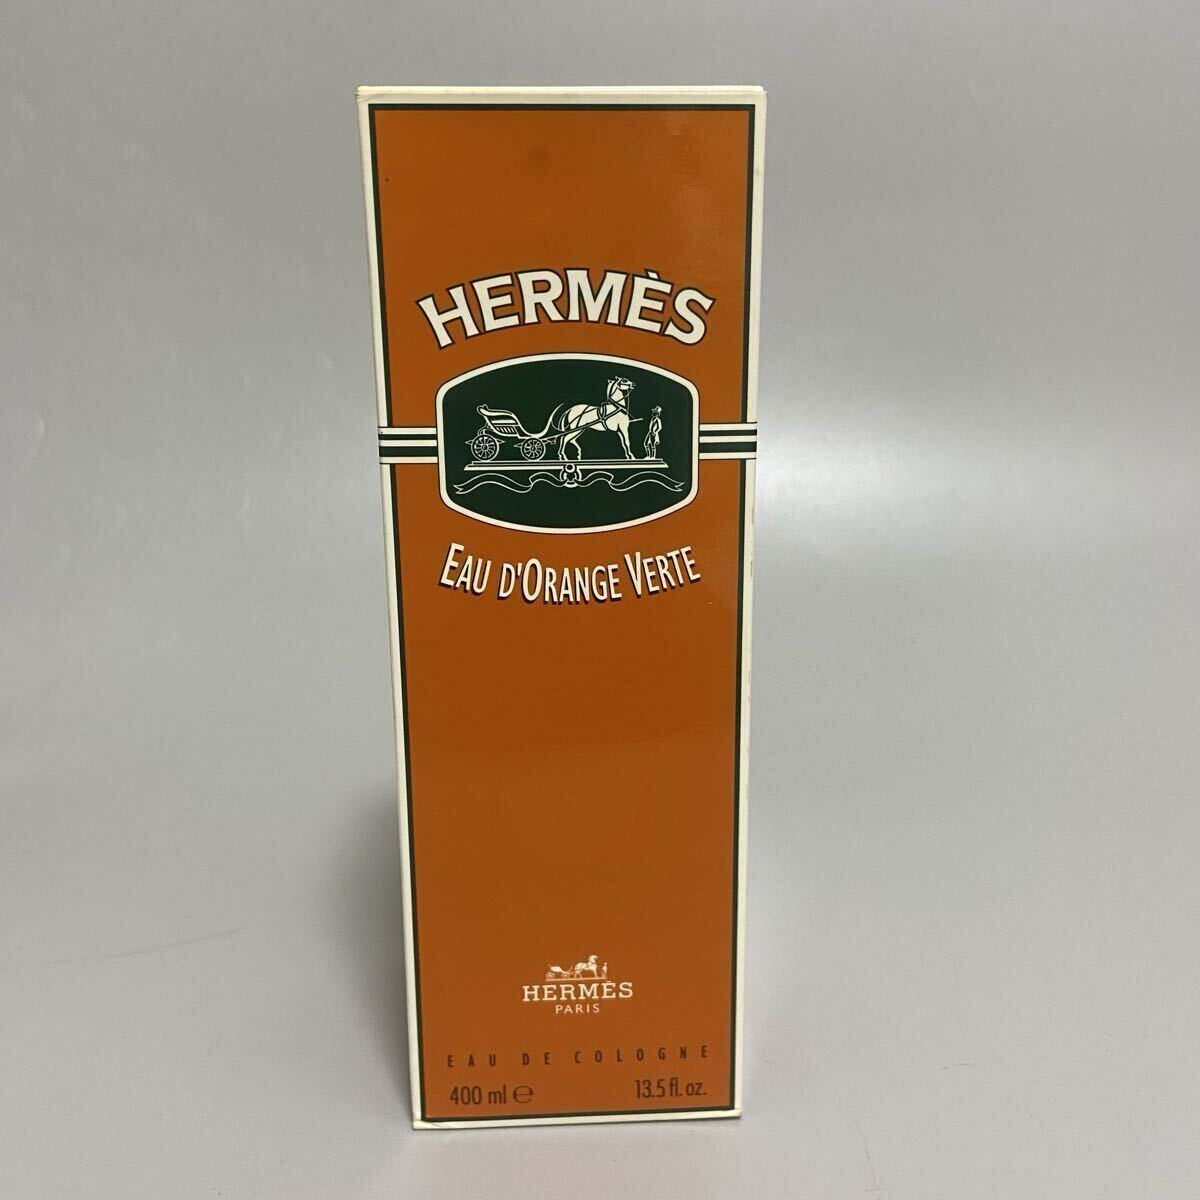 HERMÈS
EAU D'ORANGE VERTE
HERMÈS
PARIS
EAU DE COLOGNE
400 ml ℮ 13.5 fl. oz.